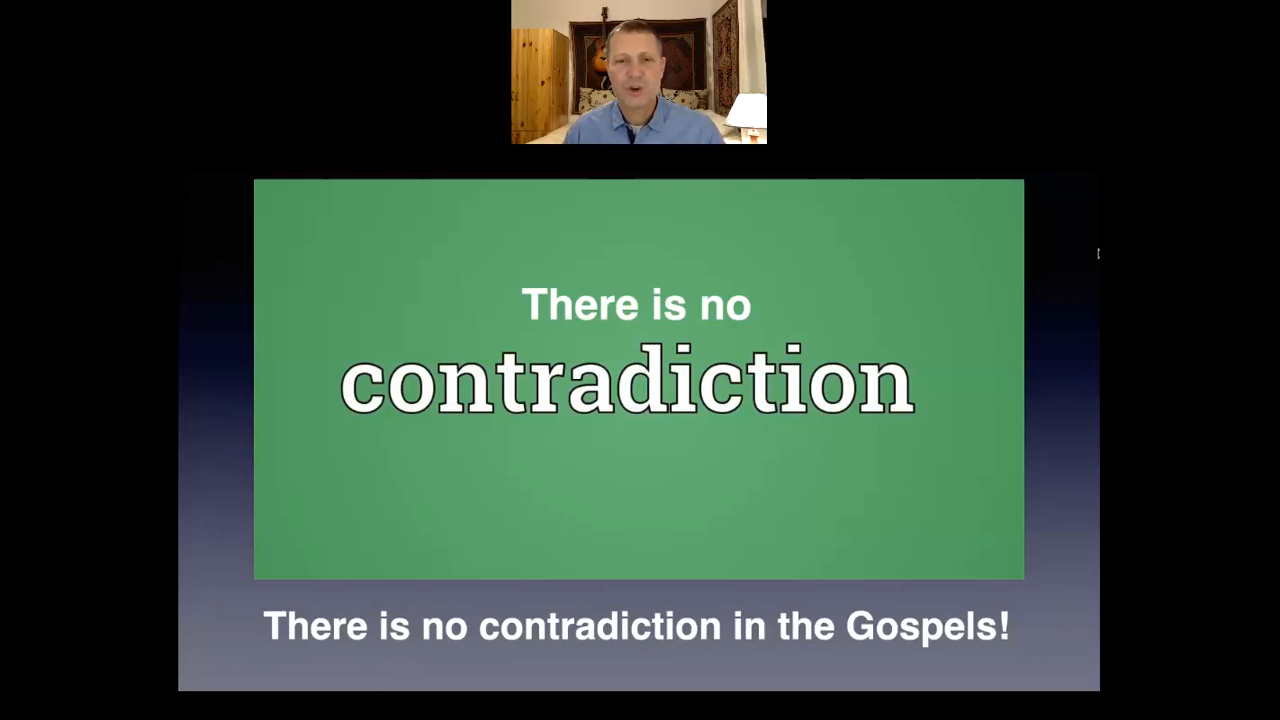 There is no
contradiction
There is no contradiction in the Gospels!